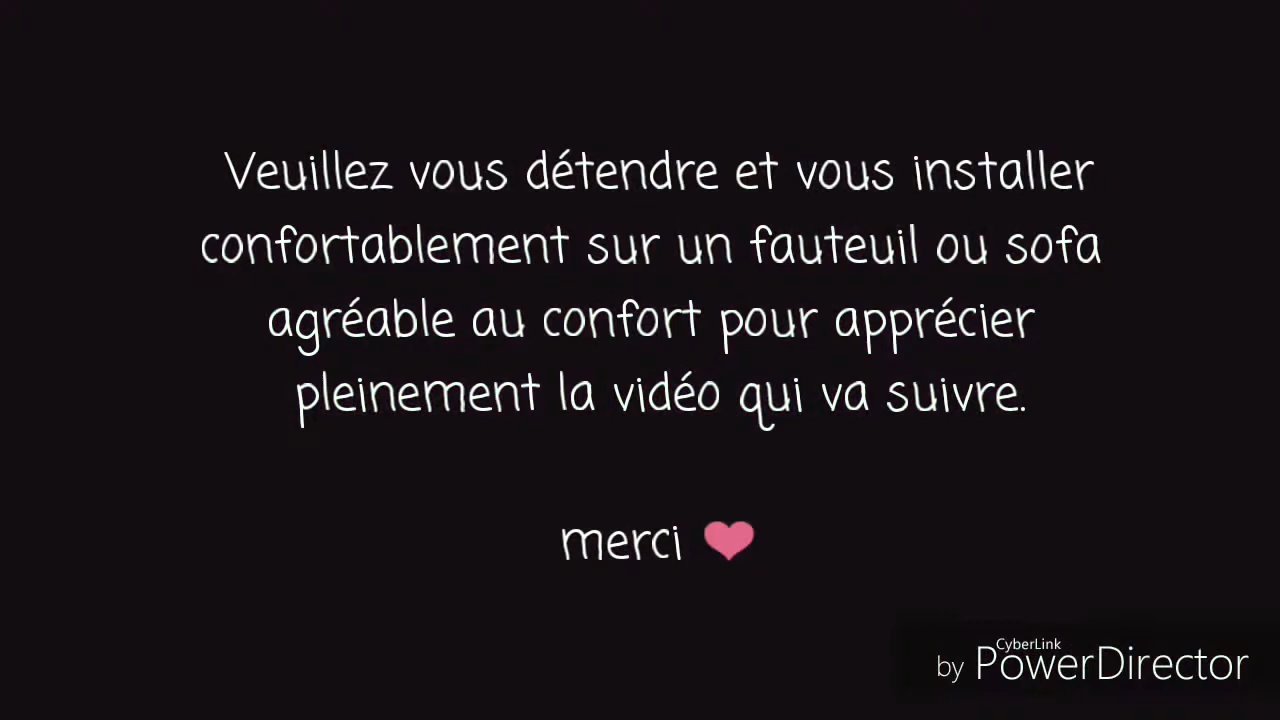 Veuillez vous détendre et vous installer
confortablement sur un fauteuil ou sofa
agréable au confort pour apprécier
pleinement la vidéo qui va suivre.
merci ❤
CyberLink
by PowerDirector